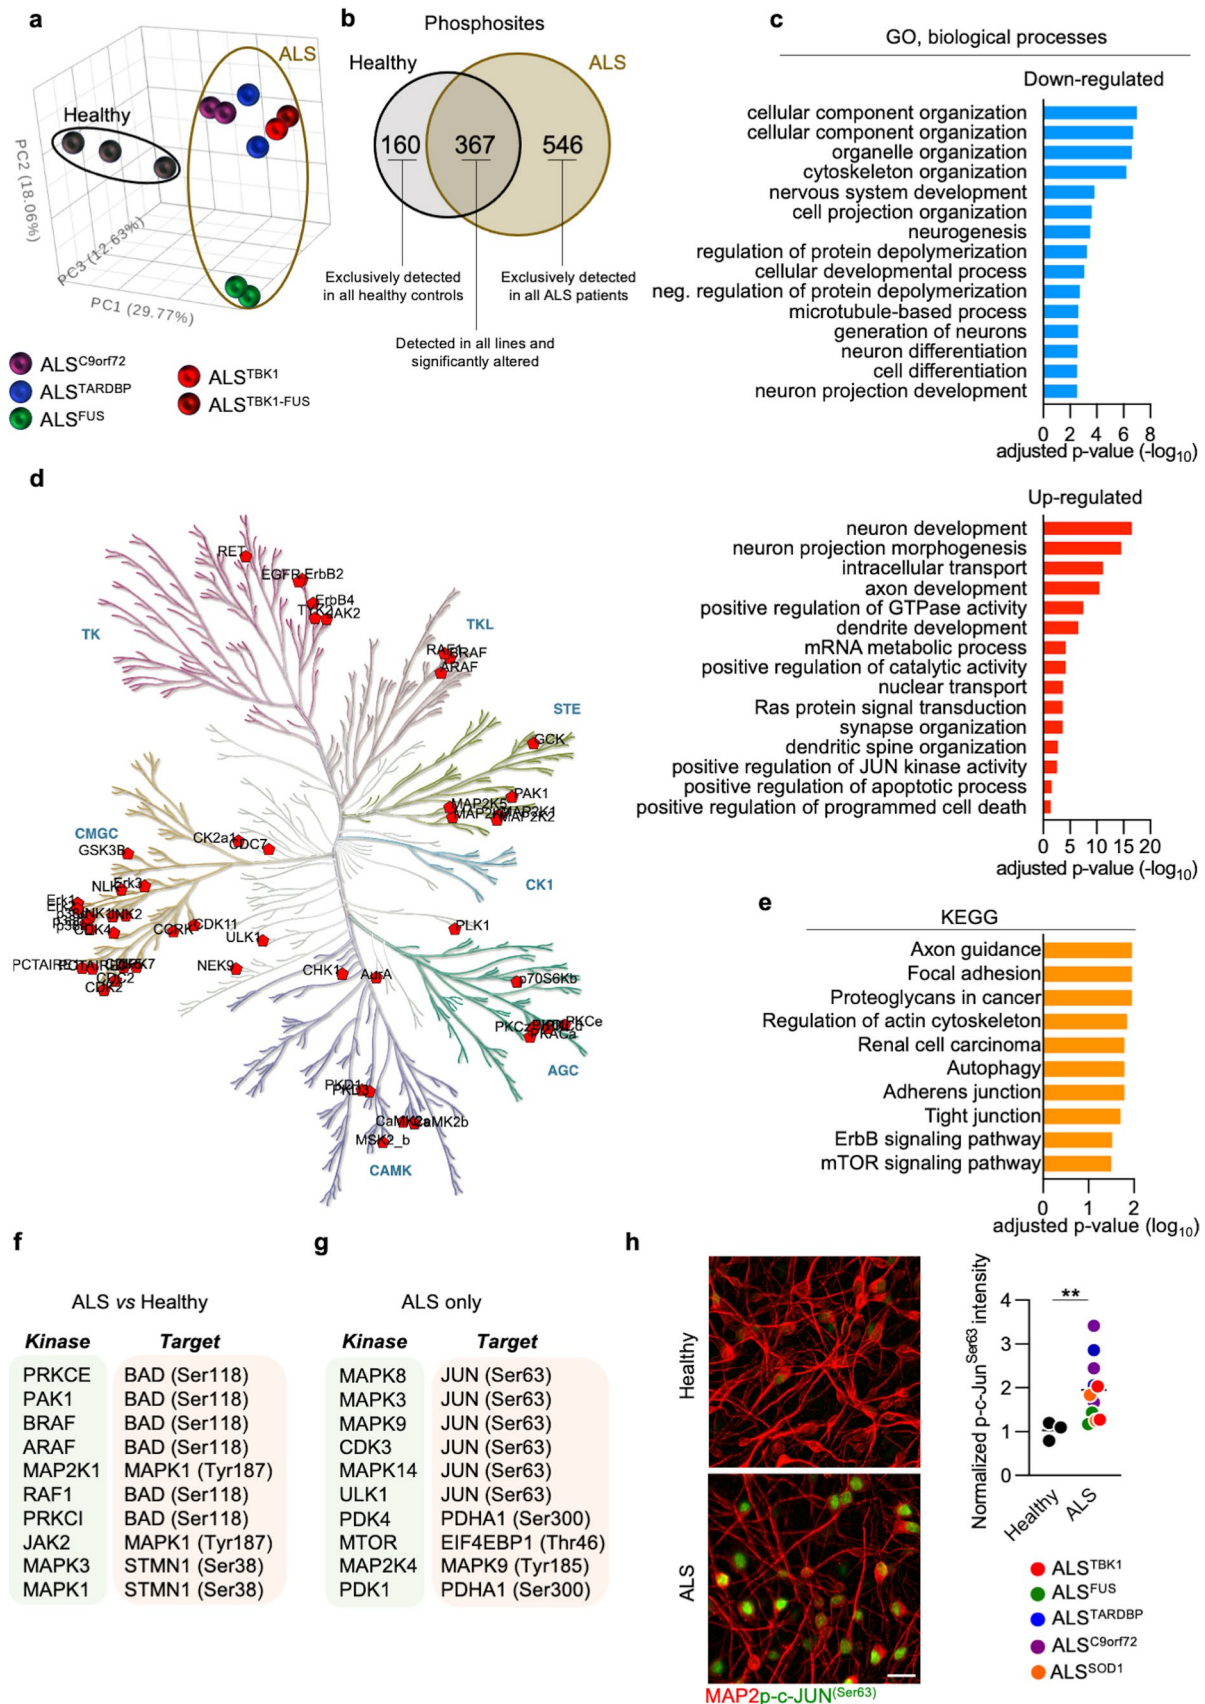 a
ALS
Healthy
PC2 (18.06%)
PC3 (12.63%)
PC1 (29.77%)
ALSC9orf72
ALSTARDBP
ALSFUS
ALSTBK1
ALSTBK1-FUS
b
Phosphosites
Healthy
ALS
160
367
546
Exclusively detected
in all healthy controls
Exclusively detected
in all ALS patients
Detected in all lines and
significantly altered
c
GO, biological processes
Down-regulated
cellular component organization
cellular component organization
organelle organization
cytoskeleton organization
nervous system development
cell projection organization
neurogenesis
regulation of protein depolymerization
cellular developmental process
neg. regulation of protein depolymerization
microtubule-based process
generation of neurons
neuron differentiation
cell differentiation
neuron projection development
0 2 4 6 8
adjusted p-value (-log10)
Up-regulated
neuron development
neuron projection morphogenesis
intracellular transport
axon development
positive regulation of GTPase activity
dendrite development
mRNA metabolic process
positive regulation of catalytic activity
nuclear transport
Ras protein signal transduction
synapse organization
dendritic spine organization
positive regulation of JUN kinase activity
positive regulation of apoptotic process
positive regulation of programmed cell death
0 5 10 15 20
adjusted p-value (-log10)
d
RET
EGFR ErbB2
ErbB4
TYK2
JAK2
TK
TKL
RAF1
BRAF
ARAF
STE
GCK
PAK1
MAP2K5
MAP2K1
MAP2K2
CMGC
GSK3B
CK2a1
CDC7
CK1
NLK
Erk3
Erk1
JNK2
CDK4
CCRK
CDK11
ULK1
PLK1
NEK9
CHK1
AurA
p70S6Kb
CDC2
CDK2
PKCe
PKACa
AGC
PKD1
PKD3
CaMK2a
CaMK2b
MSK2_b
CAMK
e
KEGG
Axon guidance
Focal adhesion
Proteoglycans in cancer
Regulation of actin cytoskeleton
Renal cell carcinoma
Autophagy
Adherens junction
Tight junction
ErbB signaling pathway
mTOR signaling pathway
0 1 2
adjusted p-value (log10)
f
ALS vs Healthy
Kinase Target
PRKCE BAD (Ser118)
PAK1 BAD (Ser118)
BRAF BAD (Ser118)
ARAF BAD (Ser118)
MAP2K1 MAPK1 (Tyr187)
RAF1 BAD (Ser118)
PRKCI BAD (Ser118)
JAK2 MAPK1 (Tyr187)
MAPK3 STMN1 (Ser38)
MAPK1 STMN1 (Ser38)
g
ALS only
Kinase Target
MAPK8 JUN (Ser63)
MAPK3 JUN (Ser63)
MAPK9 JUN (Ser63)
CDK3 JUN (Ser63)
MAPK14 JUN (Ser63)
ULK1 JUN (Ser63)
PDK4 PDHA1 (Ser300)
MTOR EIF4EBP1 (Thr46)
MAP2K4 MAPK9 (Tyr185)
PDK1 PDHA1 (Ser300)
h
Healthy
ALS
MAP2p-c-JUN(Ser63)
Normalized p-c-JunSer63 intensity
4
3
2
1
0
**
Healthy
ALS
ALSTBK1
ALSFUS
ALSTARDBP
ALSC9orf72
ALSSOD1